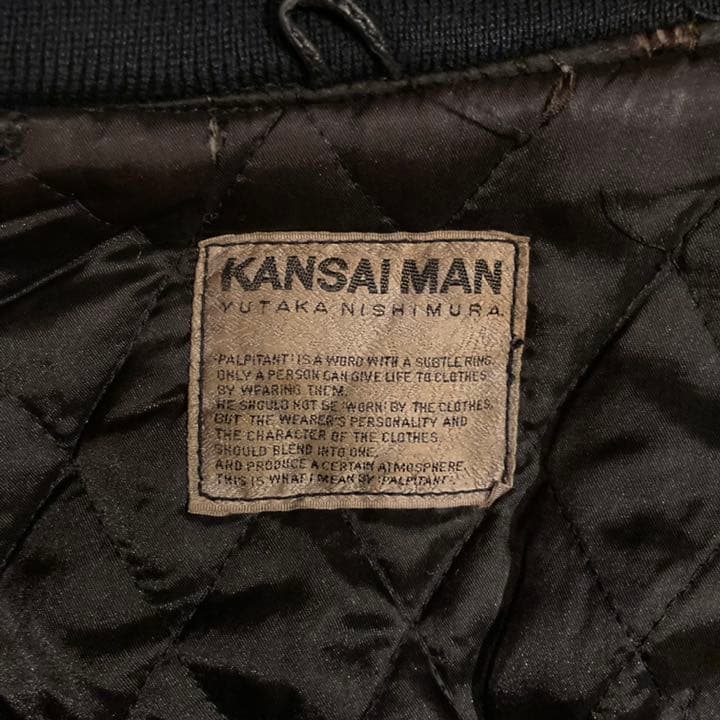 KANSAI MAN
YUTAKA NISHIMURA
'PALPITANT' IS A WORD WITH A SUBTLE RING.
ONLY A PERSON CAN GIVE LIFE TO CLOTHES
BY WEARING THEM.
HE SHOULD NOT BE 'WORN' BY THE CLOTHES,
BUT THE WEARER'S PERSONALITY AND
THE CHARACTER OF THE CLOTHES,
SHOULD BLEND INTO ONE,
AND PRODUCE A CERTAIN ATMOSPHERE.
THIS IS WHAT I MEAN BY 'PALPITANT'.